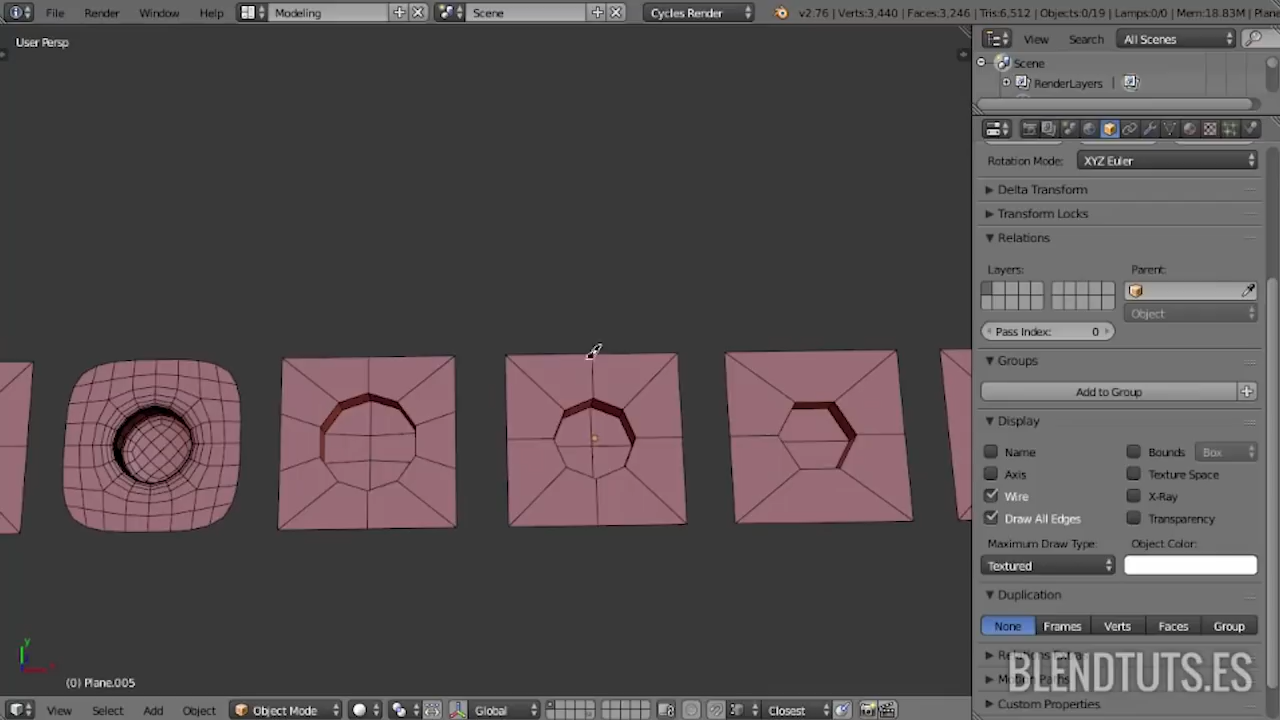 File Render Window Help Modeling Scene Cycles Render v2.76 | Verts:3,440 | Faces:3,246 | Tris:6,512 | Objects:0/19 | Lamps:0/0 | Mem:18.83M | Plane
User Persp
View Search All Scenes
Scene
RenderLayers |
Rotation Mode: XYZ Euler
Delta Transform
Transform Locks
Relations
Layers: Parent:
Object
Pass Index: 0
Groups
Add to Group
Display
Name Bounds Box
Axis Texture Space
Wire X-Ray
Draw All Edges Transparency
Maximum Draw Type: Object Color:
Textured
Duplication
None Frames Verts Faces Group
Relations Extras
Motion Paths
Custom Properties
BLENDTUTS.ES
y
(0) Plane.005
View Select Add Object Object Mode Global Closest